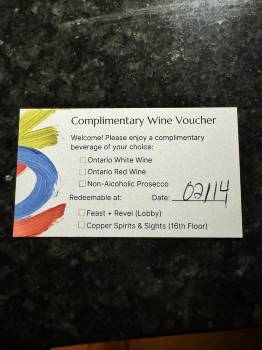 Complimentary Wine Voucher
Welcome! Please enjoy a complimentary
beverage of your choice:
☐ Ontario White Wine
☐ Ontario Red Wine
☐ Non-Alcoholic Prosecco
Redeemable at: Date: 02/14
☐ Feast + Revel (Lobby)
☐ Copper Spirits & Sights (16th Floor)